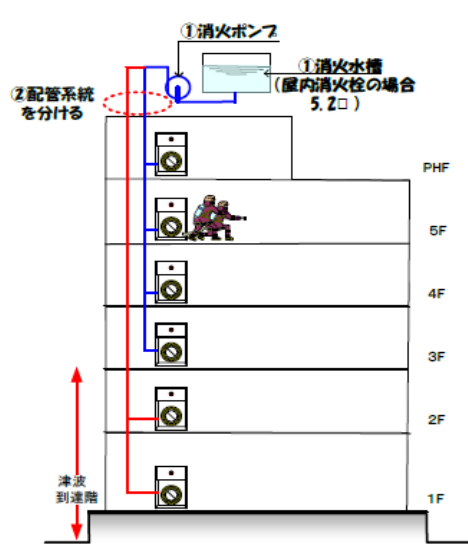 ①消火ポンプ
①消火水槽
(屋内消火栓の場合
5.2□)
②配管系統
を分ける
PHF
5F
4F
3F
2F
津波
到達階
1F